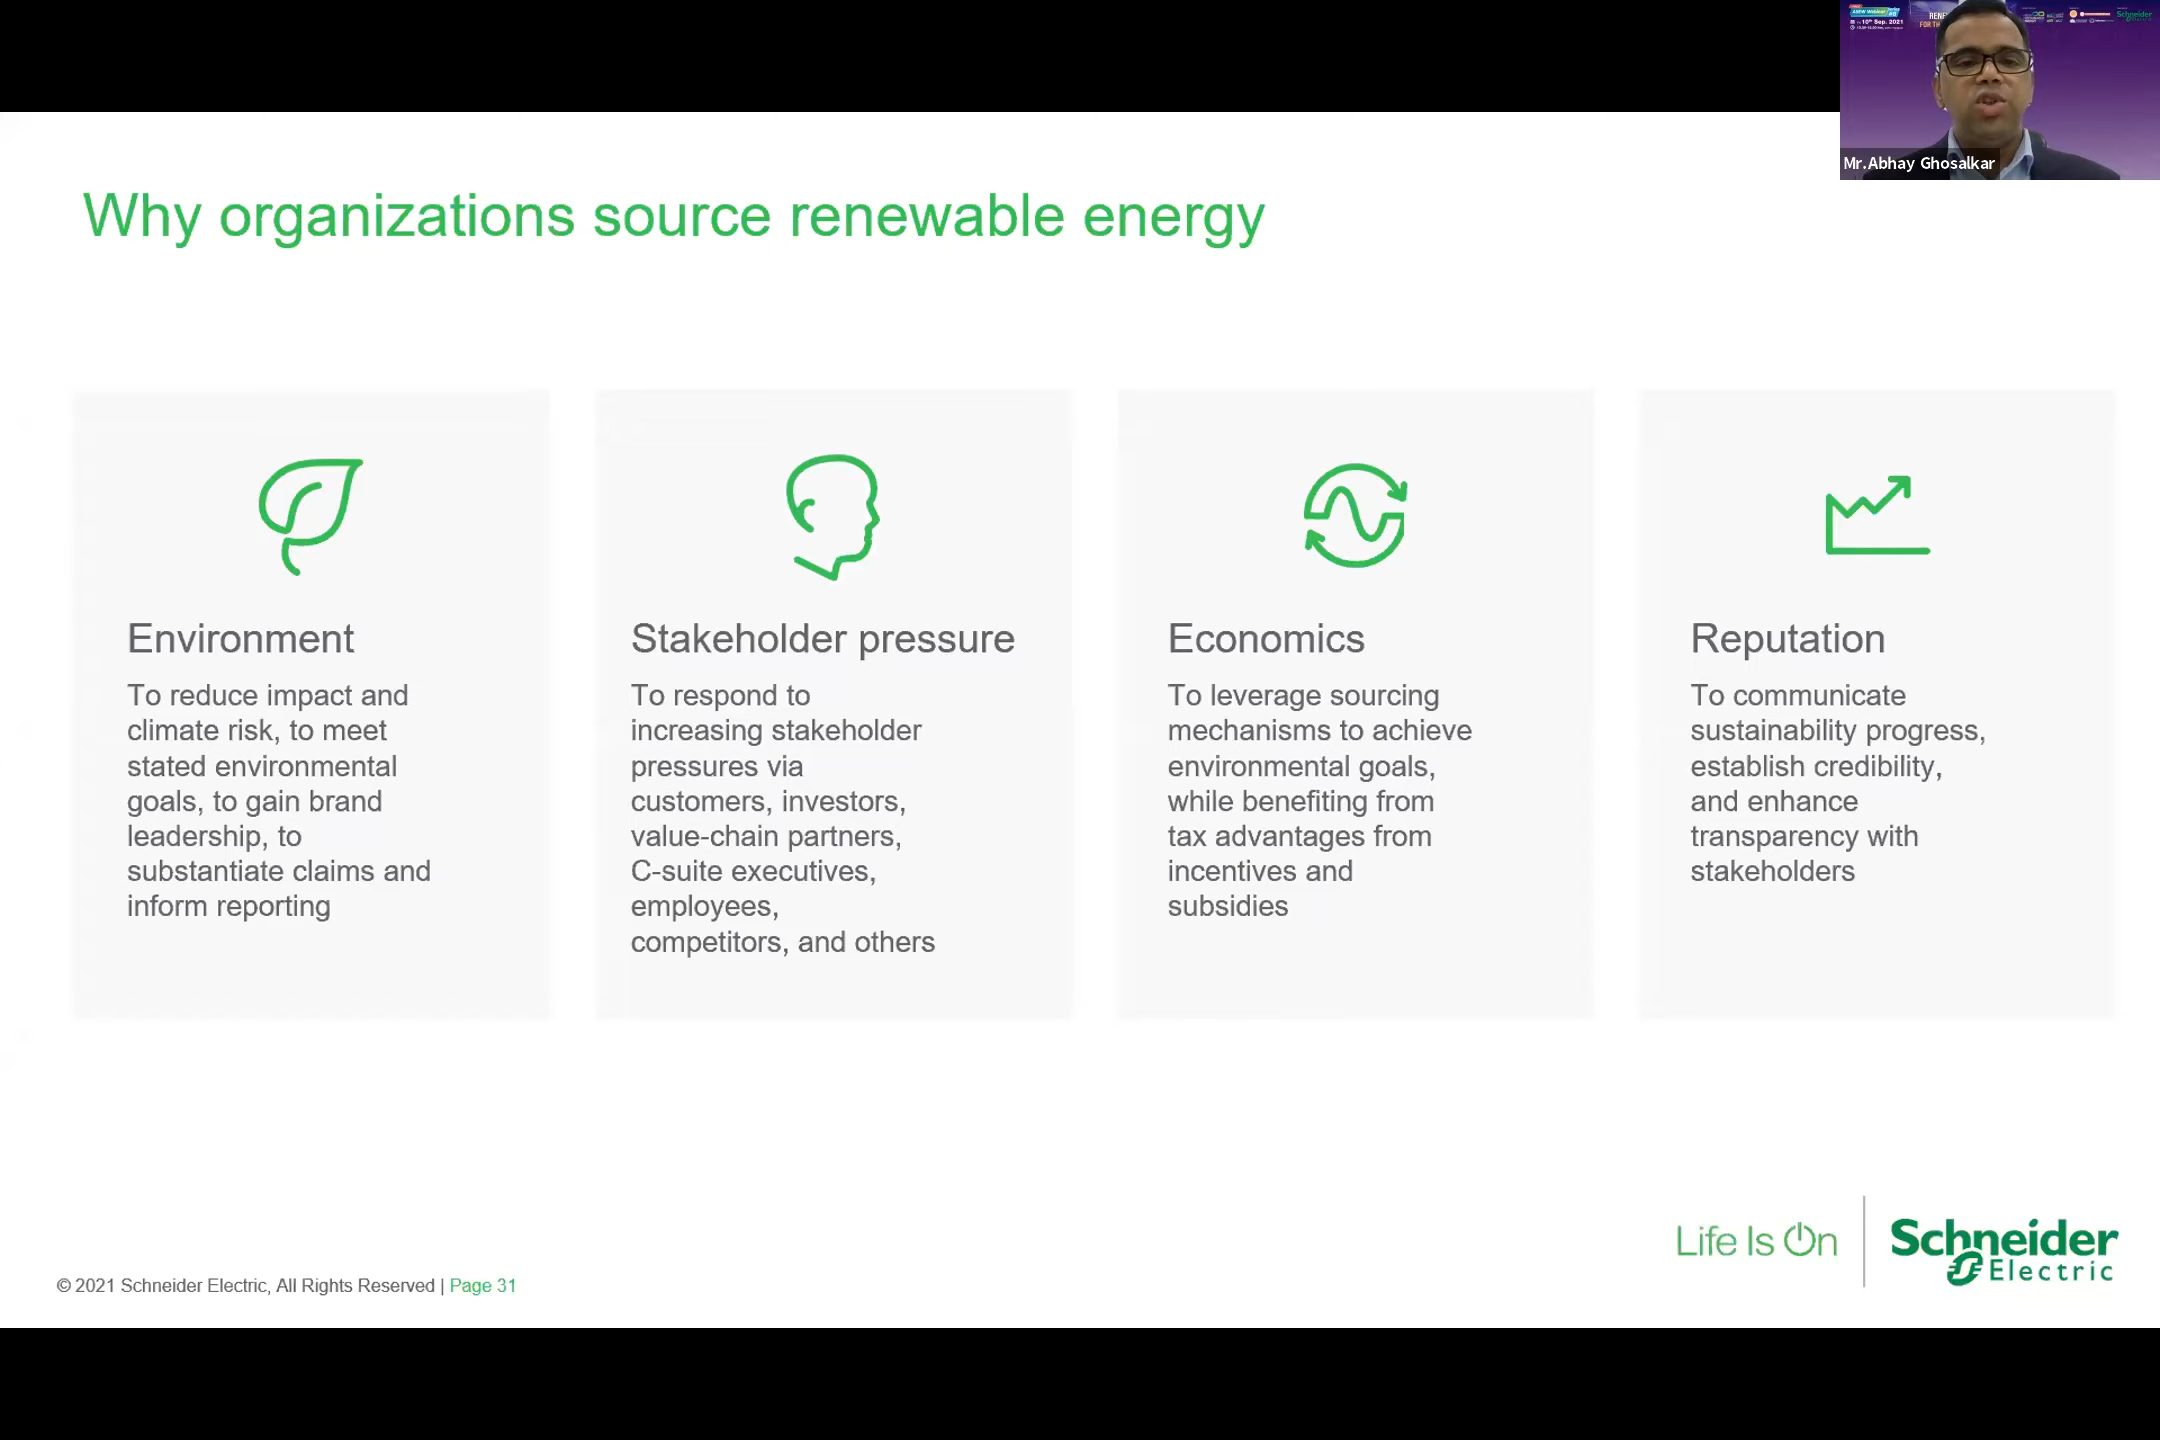 10th Sep. 2021
Mr.Abhay Ghosalkar
Why organizations source renewable energy
Environment
To reduce impact and
climate risk, to meet
stated environmental
goals, to gain brand
leadership, to
substantiate claims and
inform reporting
Stakeholder pressure
To respond to
increasing stakeholder
pressures via
customers, investors,
value-chain partners,
C-suite executives,
employees,
competitors, and others
Economics
To leverage sourcing
mechanisms to achieve
environmental goals,
while benefiting from
tax advantages from
incentives and
subsidies
Reputation
To communicate
sustainability progress,
establish credibility,
and enhance
transparency with
stakeholders
Life Is On
Schneider
Electric
© 2021 Schneider Electric, All Rights Reserved | Page 31